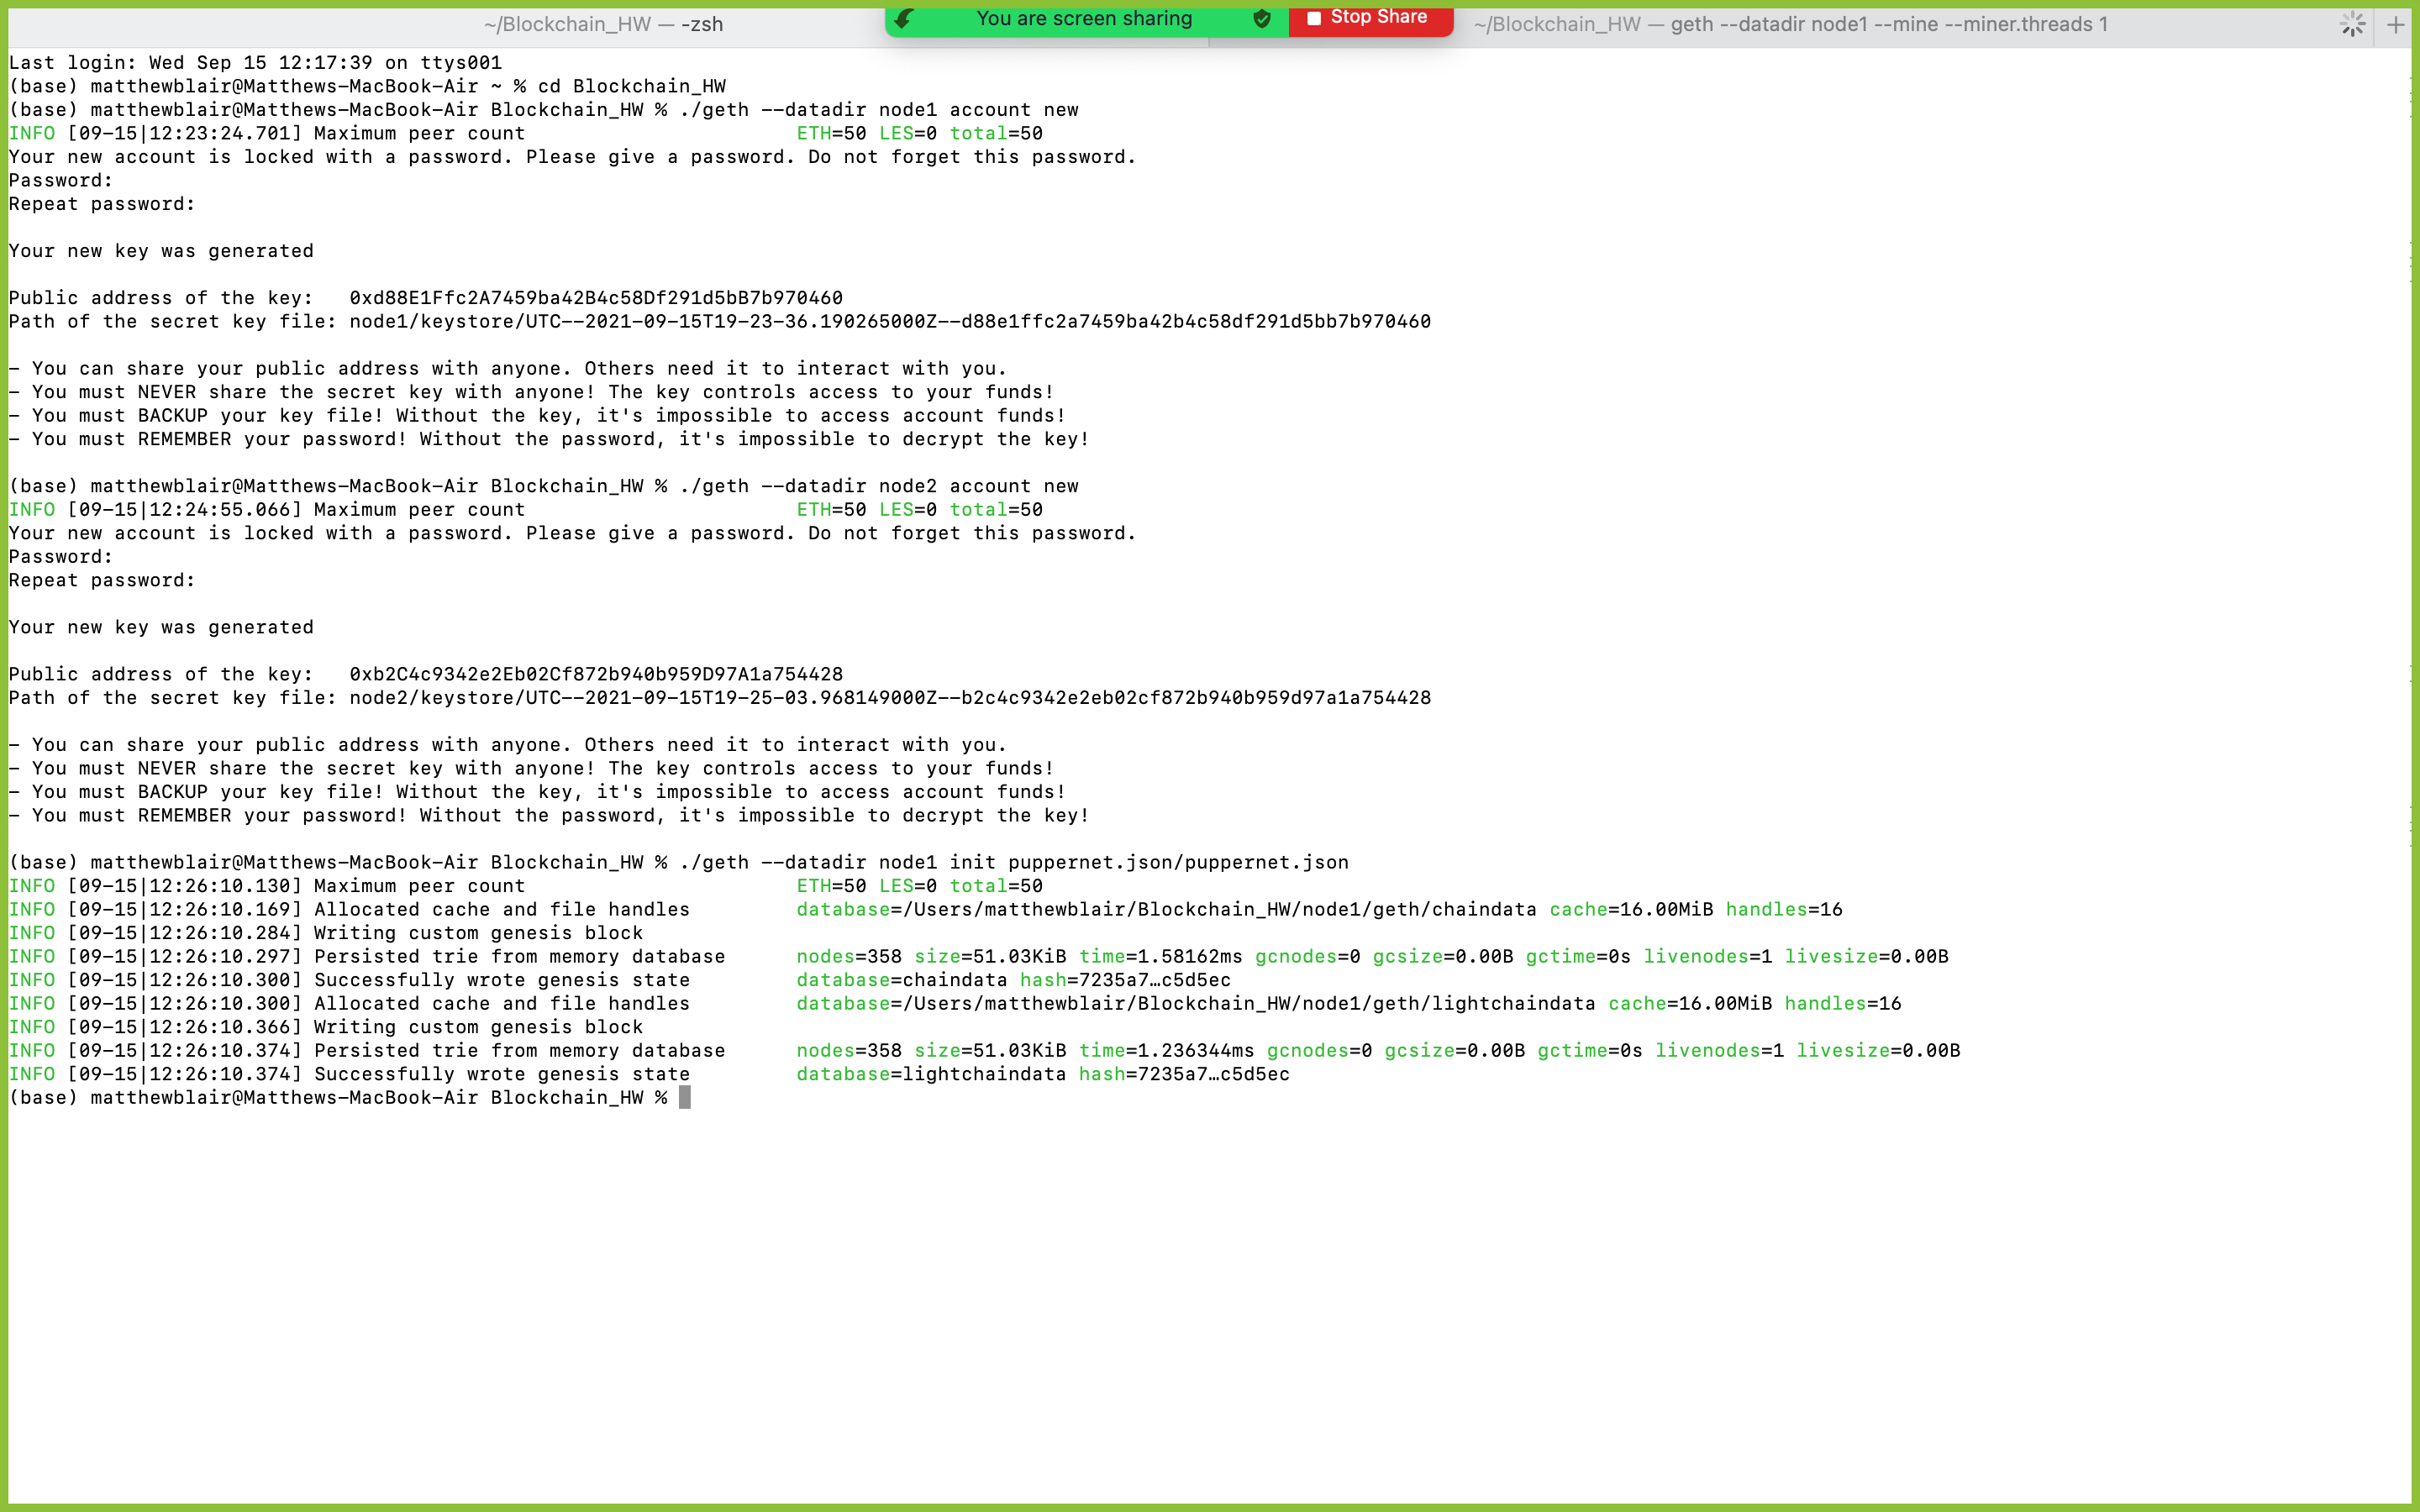 ~/Blockchain_HW — -zsh
You are screen sharing
Stop Share
~/Blockchain_HW — geth --datadir node1 --mine --miner.threads 1
Last login: Wed Sep 15 12:17:39 on ttys001
(base) matthewblair@Matthews-MacBook-Air ~ % cd Blockchain_HW
(base) matthewblair@Matthews-MacBook-Air Blockchain_HW % ./geth --datadir node1 account new
INFO [09-15|12:23:24.701] Maximum peer count                       ETH=50 LES=0 total=50
Your new account is locked with a password. Please give a password. Do not forget this password.
Password:
Repeat password:
Your new key was generated
Public address of the key:   0xd88E1Ffc2A7459ba42B4c58Df291d5bB7b970460
Path of the secret key file: node1/keystore/UTC--2021-09-15T19-23-36.190265000Z--d88e1ffc2a7459ba42b4c58df291d5bb7b970460
- You can share your public address with anyone. Others need it to interact with you.
- You must NEVER share the secret key with anyone! The key controls access to your funds!
- You must BACKUP your key file! Without the key, it's impossible to access account funds!
- You must REMEMBER your password! Without the password, it's impossible to decrypt the key!
(base) matthewblair@Matthews-MacBook-Air Blockchain_HW % ./geth --datadir node2 account new
INFO [09-15|12:24:55.066] Maximum peer count                       ETH=50 LES=0 total=50
Your new account is locked with a password. Please give a password. Do not forget this password.
Password:
Repeat password:
Your new key was generated
Public address of the key:   0xb2C4c9342e2Eb02Cf872b940b959D97A1a754428
Path of the secret key file: node2/keystore/UTC--2021-09-15T19-25-03.968149000Z--b2c4c9342e2eb02cf872b940b959d97a1a754428
- You can share your public address with anyone. Others need it to interact with you.
- You must NEVER share the secret key with anyone! The key controls access to your funds!
- You must BACKUP your key file! Without the key, it's impossible to access account funds!
- You must REMEMBER your password! Without the password, it's impossible to decrypt the key!
(base) matthewblair@Matthews-MacBook-Air Blockchain_HW % ./geth --datadir node1 init puppernet.json/puppernet.json
INFO [09-15|12:26:10.130] Maximum peer count                       ETH=50 LES=0 total=50
INFO [09-15|12:26:10.169] Allocated cache and file handles         database=/Users/matthewblair/Blockchain_HW/node1/geth/chaindata cache=16.00MiB handles=16
INFO [09-15|12:26:10.284] Writing custom genesis block
INFO [09-15|12:26:10.297] Persisted trie from memory database      nodes=358 size=51.03KiB time=1.58162ms gcnodes=0 gcsize=0.00B gctime=0s livenodes=1 livesize=0.00B
INFO [09-15|12:26:10.300] Successfully wrote genesis state         database=chaindata hash=7235a7…c5d5ec
INFO [09-15|12:26:10.300] Allocated cache and file handles         database=/Users/matthewblair/Blockchain_HW/node1/geth/lightchaindata cache=16.00MiB handles=16
INFO [09-15|12:26:10.366] Writing custom genesis block
INFO [09-15|12:26:10.374] Persisted trie from memory database      nodes=358 size=51.03KiB time=1.236344ms gcnodes=0 gcsize=0.00B gctime=0s livenodes=1 livesize=0.00B
INFO [09-15|12:26:10.374] Successfully wrote genesis state         database=lightchaindata hash=7235a7…c5d5ec
(base) matthewblair@Matthews-MacBook-Air Blockchain_HW %